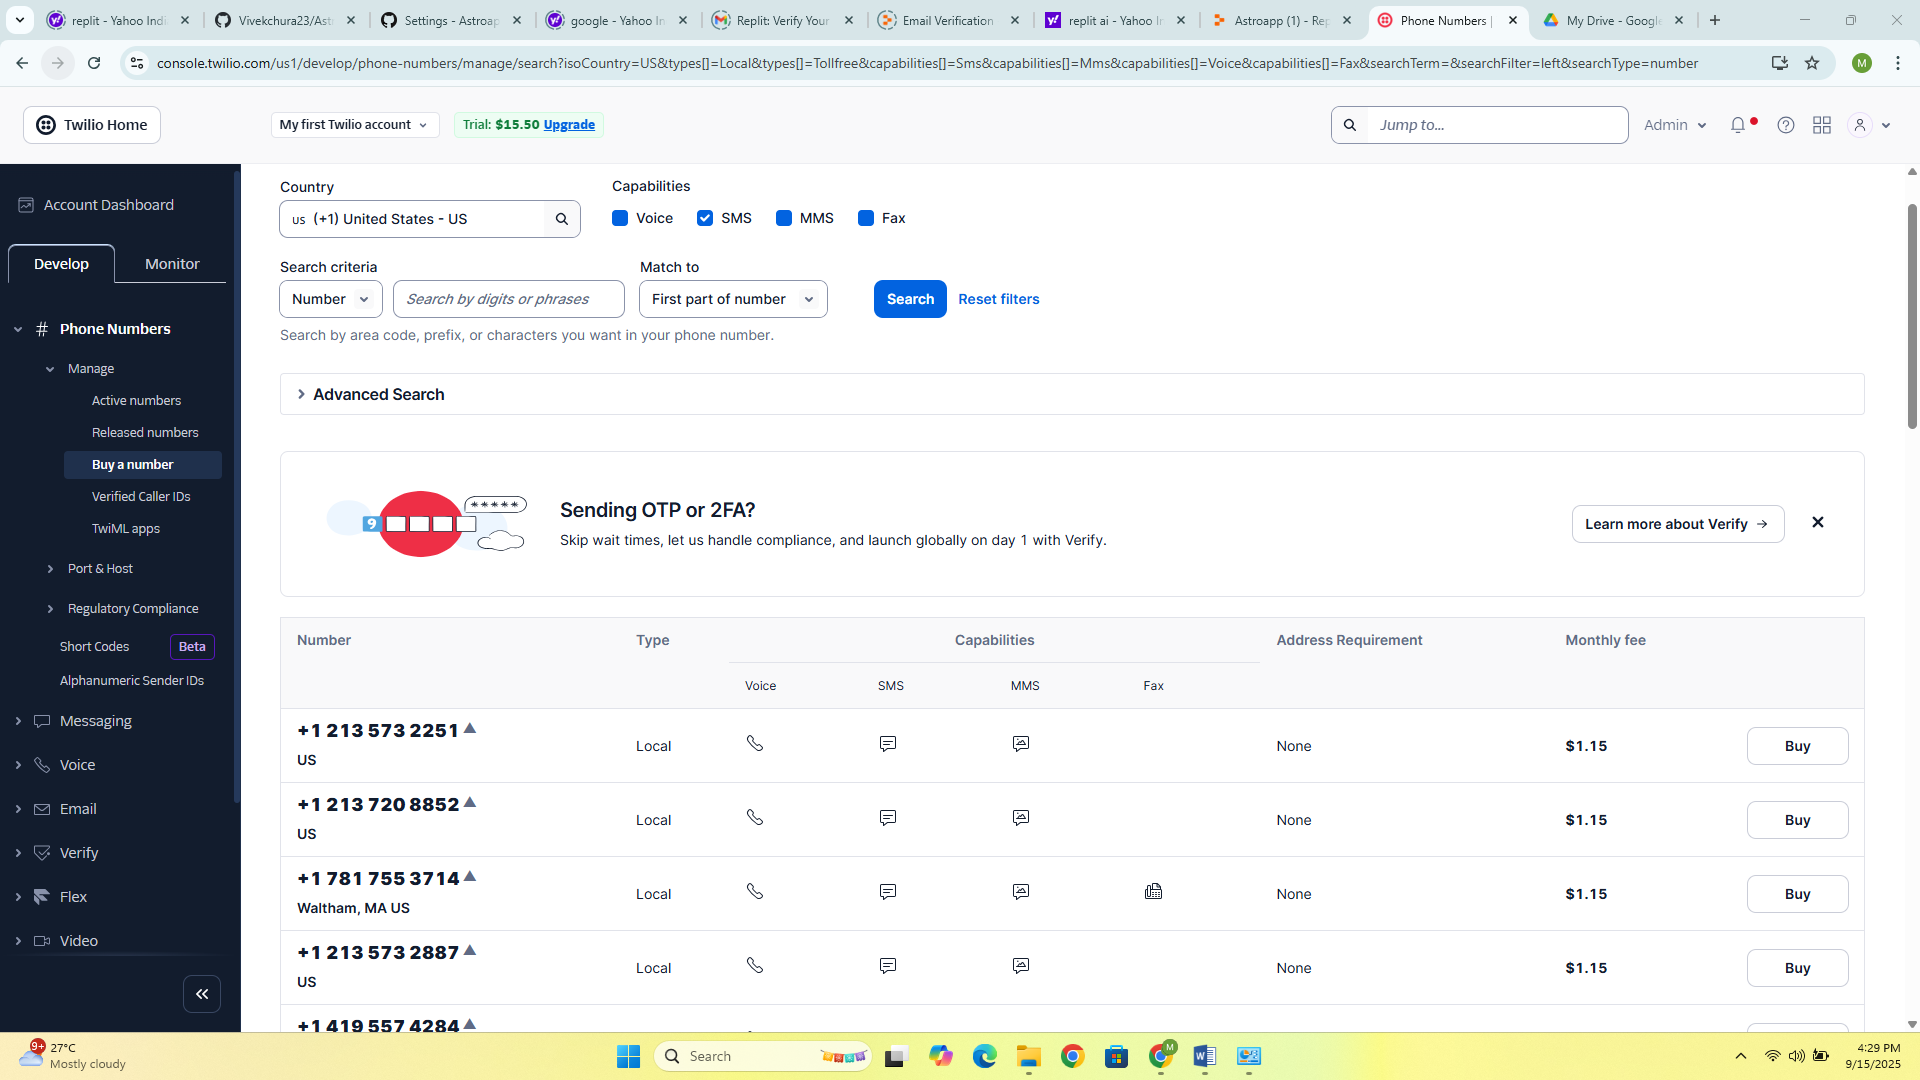 replit - Yahoo Indi
Vivekchura23/Ast
Settings - Astroap
google - Yahoo In
Replit: Verify Your
Email Verification
replit ai - Yahoo In
Astroapp (1) - Rep
Phone Numbers |
My Drive - Google
console.twilio.com/us1/develop/phone-numbers/manage/search?isoCountry=US&types[]=Local&types[]=Tollfree&capabilities[]=Sms&capabilities[]=Mms&capabilities[]=Voice&capabilities[]=Fax&searchTerm=&searchFilter=left&searchType=number
M
Twilio Home
My first Twilio account
Trial: $15.50 Upgrade
Jump to...
Admin
Account Dashboard
Develop
Monitor
# Phone Numbers
Manage
Active numbers
Released numbers
Buy a number
Verified Caller IDs
TwiML apps
Port & Host
Regulatory Compliance
Short Codes Beta
Alphanumeric Sender IDs
Messaging
Voice
Email
Verify
Flex
Video
Country
US (+1) United States - US
Capabilities
Voice SMS MMS Fax
Search criteria
Number
Search by digits or phrases
Match to
First part of number
Search
Reset filters
Search by area code, prefix, or characters you want in your phone number.
Advanced Search
9
*****
Sending OTP or 2FA?
Skip wait times, let us handle compliance, and launch globally on day 1 with Verify.
Learn more about Verify →
Number Type Capabilities Address Requirement Monthly fee
Voice SMS MMS Fax
+1 213 573 2251
US
Local None $1.15 Buy
+1 213 720 8852
US
Local None $1.15 Buy
+1 781 755 3714
Waltham, MA US
Local None $1.15 Buy
+1 213 573 2887
US
Local None $1.15 Buy
+1 419 557 4284
9+
27°C
Mostly cloudy
Search
M
4:29 PM
9/15/2025